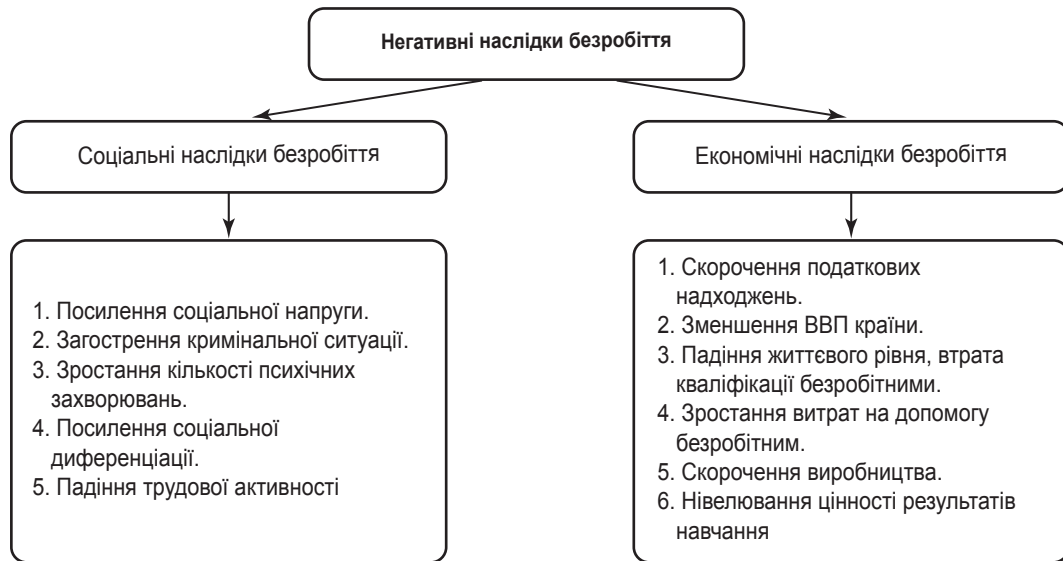 Негативні наслідки безробіття
Соціальні наслідки безробіття
1. Посилення соціальної напруги.
2. Загострення кримінальної ситуації.
3. Зростання кількості психічних
захворювань.
4. Посилення соціальної
диференціації.
5. Падіння трудової активності
Економічні наслідки безробіття
1. Скорочення податкових
надходжень.
2. Зменшення ВВП країни.
3. Падіння життєвого рівня, втрата
кваліфікації безробітними.
4. Зростання витрат на допомогу
безробітним.
5. Скорочення виробництва.
6. Нівелювання цінності результатів
навчання